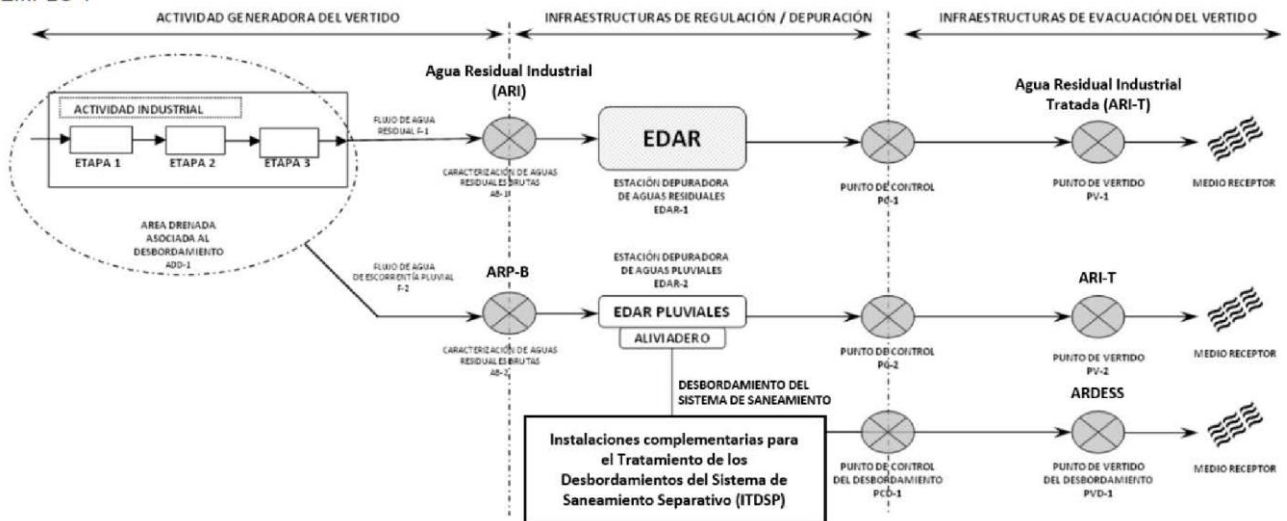 ACTIVIDAD GENERADORA DEL VERTIDO
INFRAESTRUCTURAS DE REGULACIÓN / DEPURACIÓN
INFRAESTRUCTURAS DE EVACUACIÓN DEL VERTIDO
Agua Residual Industrial
(ARI)
Agua Residual Industrial
Tratada (ARI-T)
ACTIVIDAD INDUSTRIAL
ETAPA 1
ETAPA 2
ETAPA 3
FLUJO DE AGUA
RESIDUAL F-1
CARACTERIZACIÓN DE AGUAS
RESIDUALES BRUTAS
AB-1
EDAR
ESTACIÓN DEPURADORA
DE AGUAS RESIDUALES
EDAR-1
PUNTO DE CONTROL
PC-1
PUNTO DE VERTIDO
PV-1
MEDIO RECEPTOR
AREA DRENADA
ASOCIADA AL
DESBORDAMIENTO
ADD-1
FLUJO DE AGUA
DE ESCORRENTÍA PLUVIAL
F-2
ARP-B
CARACTERIZACIÓN DE AGUAS
RESIDUALES BRUTAS
AB-2
ESTACIÓN DEPURADORA
DE AGUAS PLUVIALES
EDAR-2
EDAR PLUVIALES
ALIVIADERO
PUNTO DE CONTROL
PC-2
ARI-T
PUNTO DE VERTIDO
PV-2
MEDIO RECEPTOR
DESBORDAMIENTO DEL
SISTEMA DE SANEAMIENTO
Instalaciones complementarias para
el Tratamiento de los
Desbordamientos del Sistema de
Saneamiento Separativo (ITDSP)
PUNTO DE CONTROL
DEL DESBORDAMIENTO
PCD-1
ARDESS
PUNTO DE VERTIDO
DEL DESBORDAMIENTO
PVD-1
MEDIO RECEPTOR